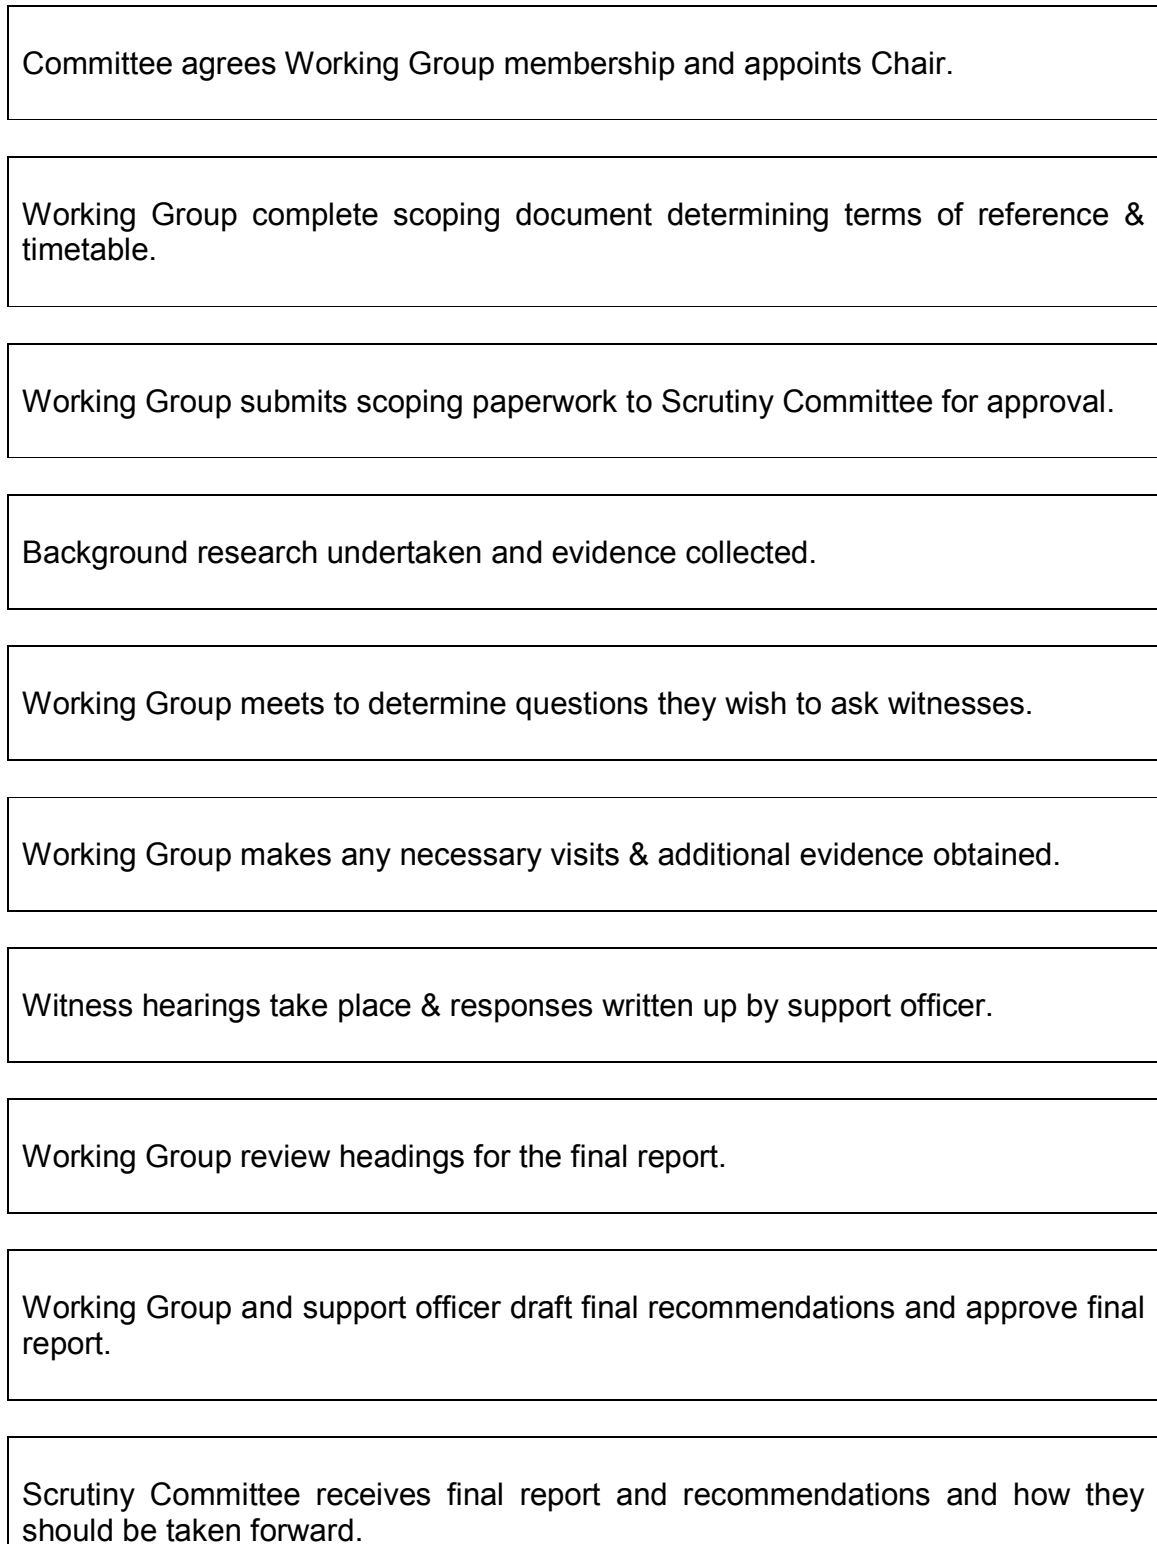 Committee agrees Working Group membership and appoints Chair.
Working Group complete scoping document determining terms of reference &
timetable.
Working Group submits scoping paperwork to Scrutiny Committee for approval.
Background research undertaken and evidence collected.
Working Group meets to determine questions they wish to ask witnesses.
Working Group makes any necessary visits & additional evidence obtained.
Witness hearings take place & responses written up by support officer.
Working Group review headings for the final report.
Working Group and support officer draft final recommendations and approve final
report.
Scrutiny Committee receives final report and recommendations and how they
should be taken forward.